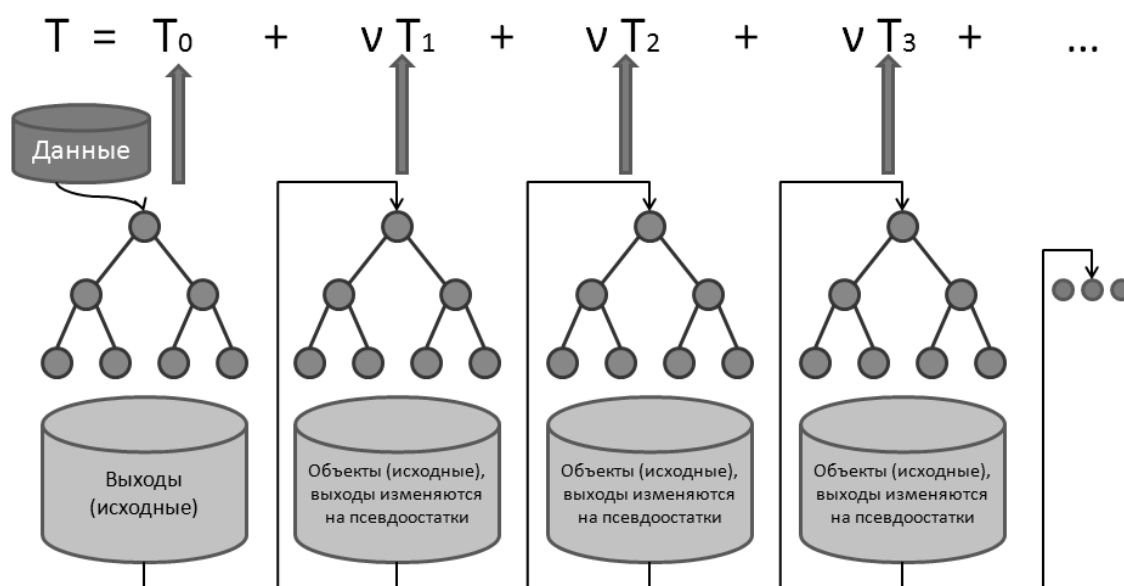 T = T₀ + ν T₁ + ν T₂ + ν T₃ + ...
Данные
Выходы
(исходные)
Объекты (исходные),
выходы изменяются
на псевдоостатки
Объекты (исходные),
выходы изменяются
на псевдоостатки
Объекты (исходные),
выходы изменяются
на псевдоостатки